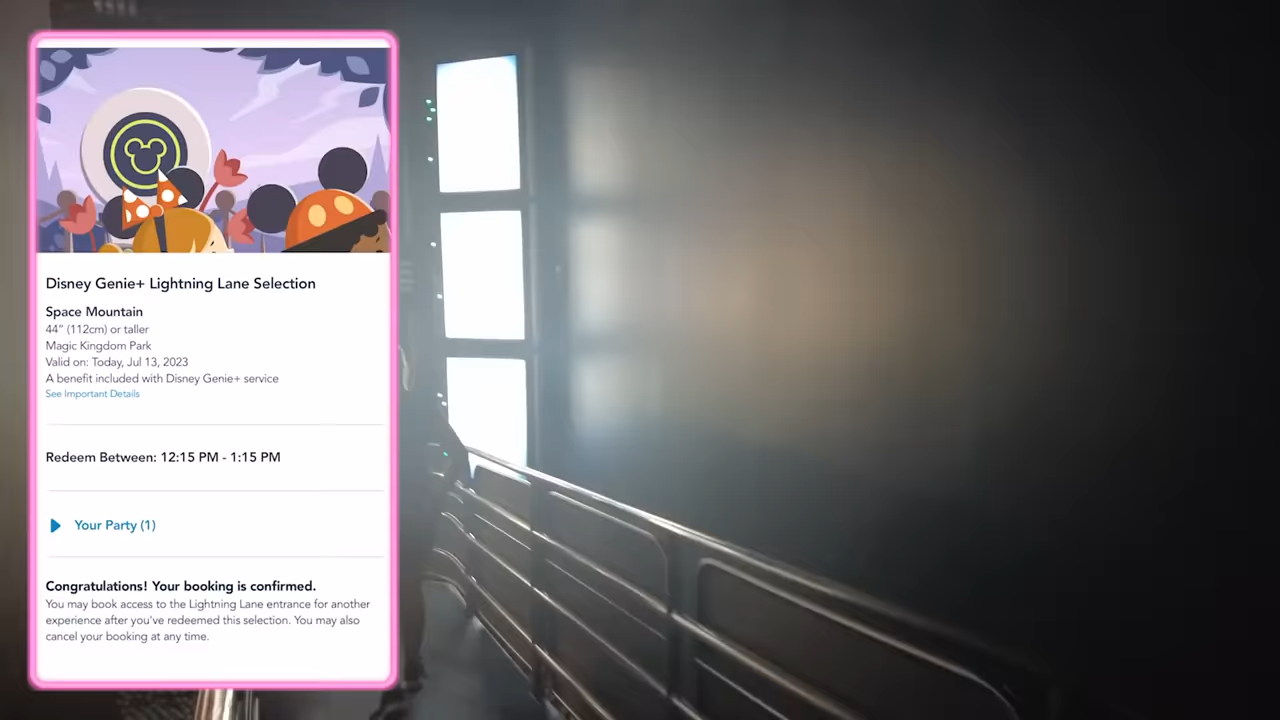 Disney Genie+ Lightning Lane Selection
Space Mountain
44" (112cm) or taller
Magic Kingdom Park
Valid on: Today, Jul 13, 2023
A benefit included with Disney Genie+ service
See Important Details
Redeem Between: 12:15 PM - 1:15 PM
Your Party (1)
Congratulations! Your booking is confirmed.
You may book access to the Lightning Lane entrance for another
experience after you've redeemed this selection. You may also
cancel your booking at any time.